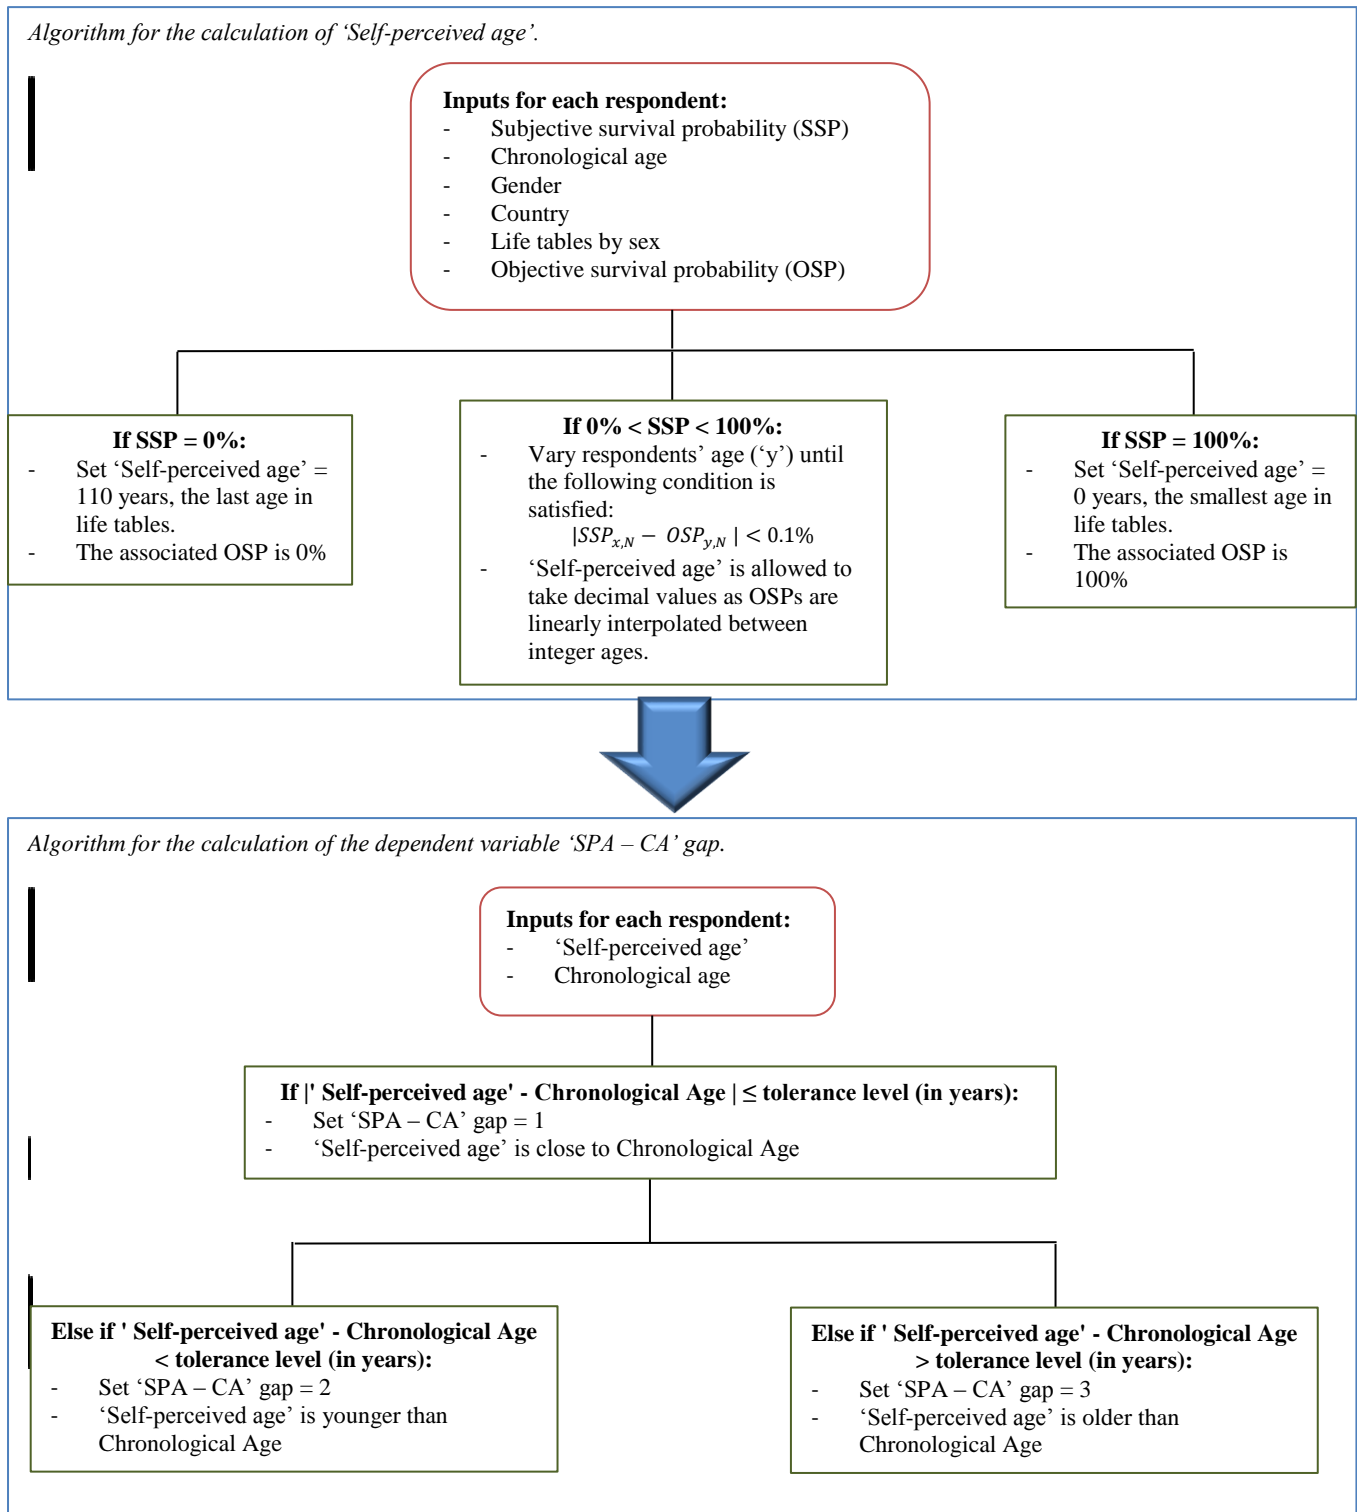 Algorithm for the calculation of ‘Self-perceived age’.
Inputs for each respondent:
- Subjective survival probability (SSP)
- Chronological age
- Gender
- Country
- Life tables by sex
- Objective survival probability (OSP)
If SSP = 0%:
- Set ‘Self-perceived age’ =
110 years, the last age in
life tables.
- The associated OSP is 0%
If 0% < SSP < 100%:
- Vary respondents’ age (‘y’) until
the following condition is
satisfied:
|SSP_{x,N} − OSP_{y,N} | < 0.1%
- ‘Self-perceived age’ is allowed to
take decimal values as OSPs are
linearly interpolated between
integer ages.
If SSP = 100%:
- Set ‘Self-perceived age’ =
0 years, the smallest age in
life tables.
- The associated OSP is
100%
Algorithm for the calculation of the dependent variable ‘SPA – CA’ gap.
Inputs for each respondent:
- ‘Self-perceived age’
- Chronological age
If |' Self-perceived age' - Chronological Age | ≤ tolerance level (in years):
- Set ‘SPA – CA’ gap = 1
- ‘Self-perceived age’ is close to Chronological Age
Else if ' Self-perceived age' - Chronological Age
< tolerance level (in years):
- Set ‘SPA – CA’ gap = 2
- ‘Self-perceived age’ is younger than
Chronological Age
Else if ' Self-perceived age' - Chronological Age
> tolerance level (in years):
- Set ‘SPA – CA’ gap = 3
- ‘Self-perceived age’ is older than
Chronological Age